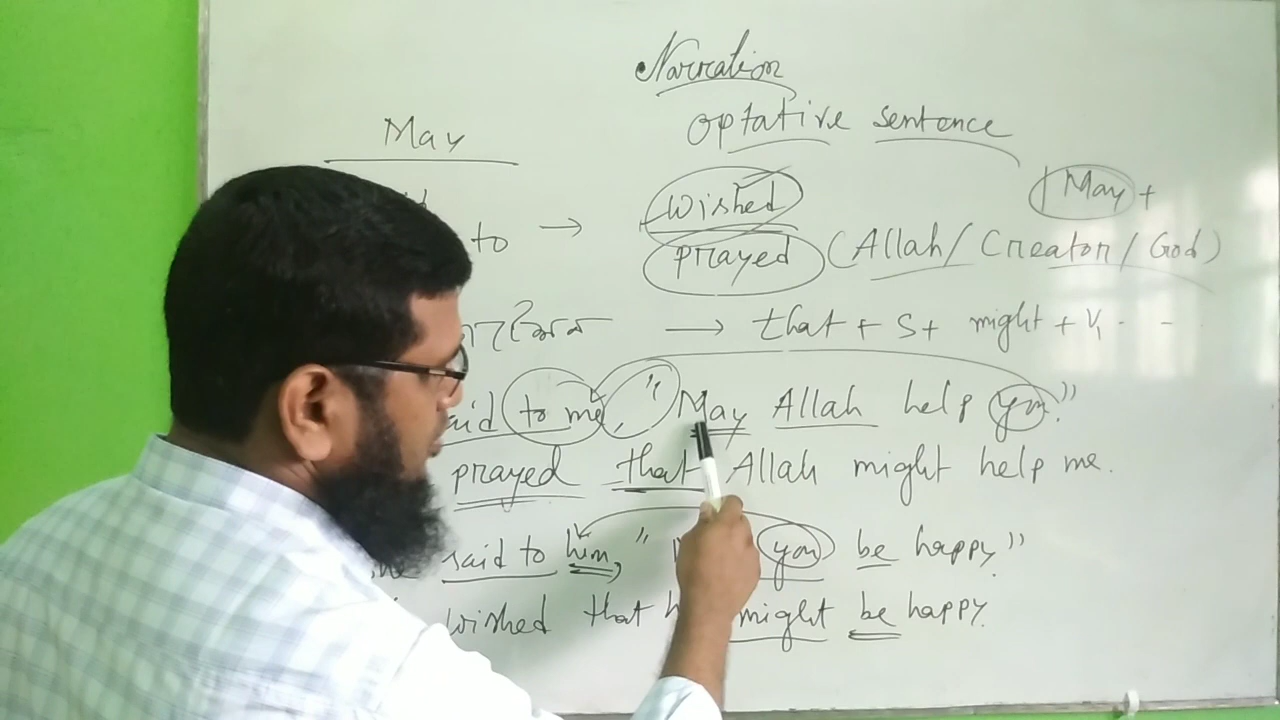 Narration
optative sentence
May
wished
May +
to →
prayed (Allah/ Creator/ God)
→ that + S + might + V1 - -
aid to me, "May Allah help you."
prayed that Allah might help me.
said to him, " you be happy."
wished that might be happy.